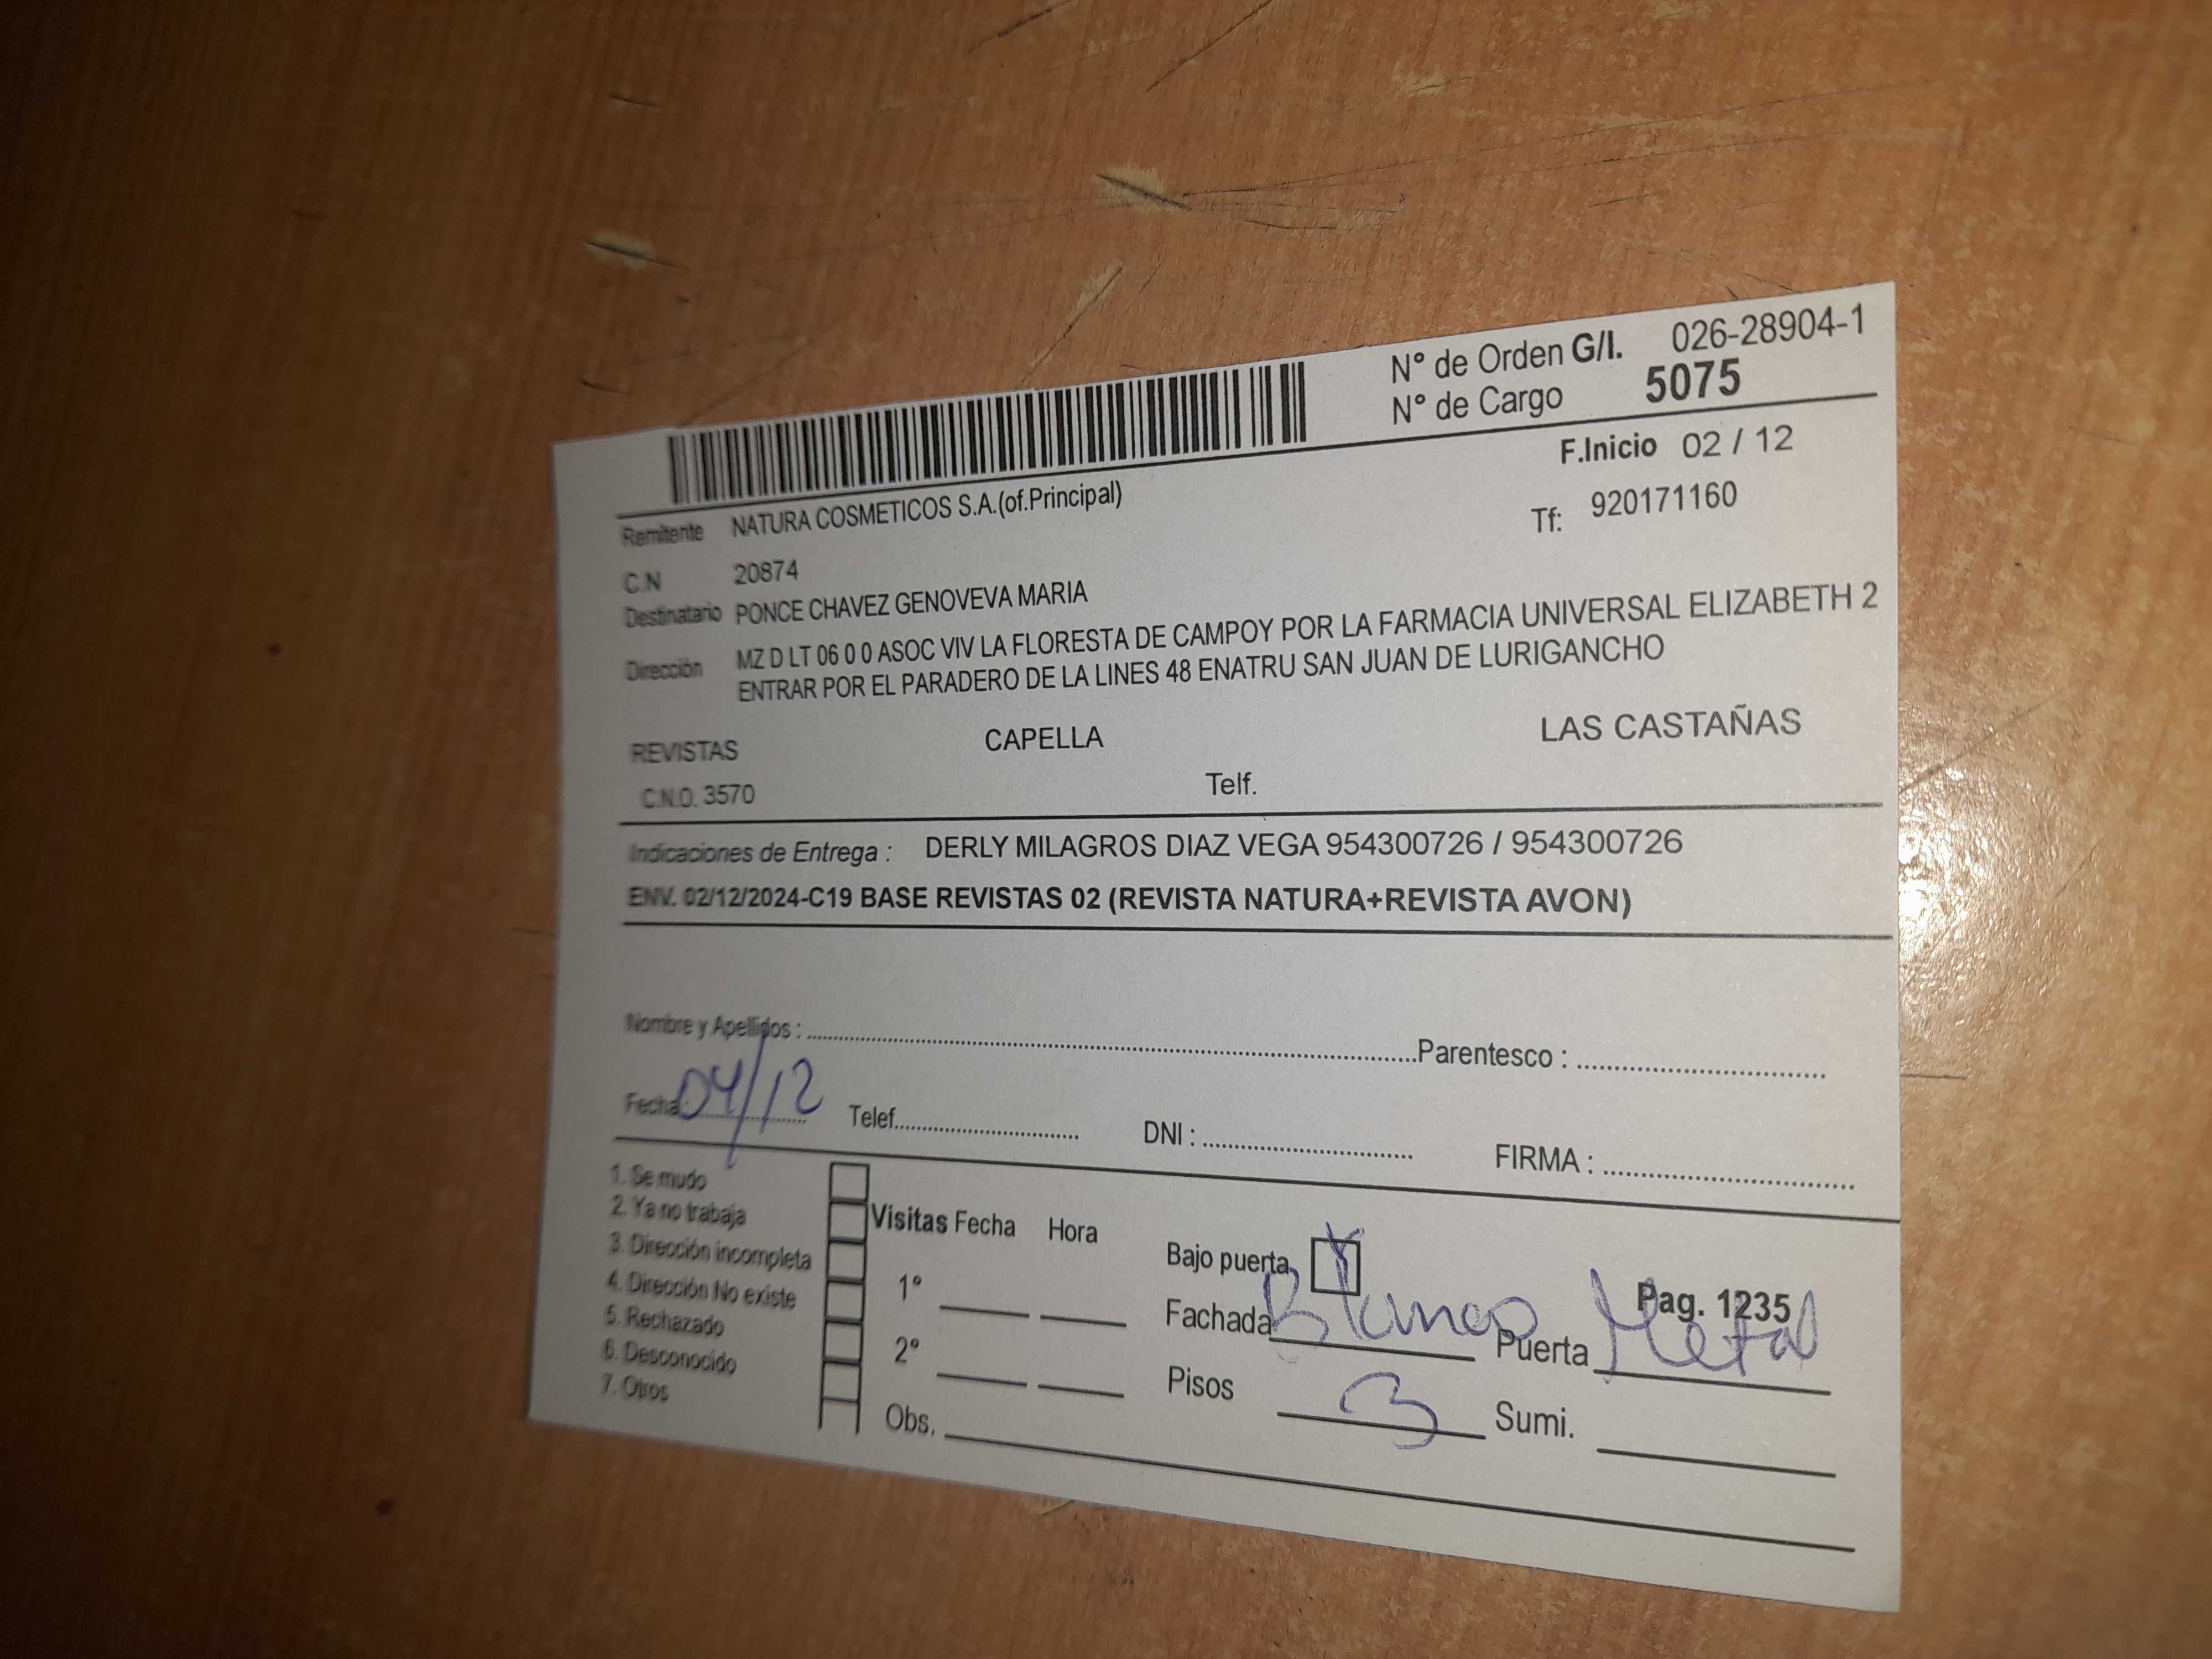 N° de Orden G/I. 026-28904-1
N° de Cargo 5075
F.Inicio 02 / 12
Remitente NATURA COSMETICOS S.A.(of.Principal)
Tf: 920171160
C.N 20874
Destinatario PONCE CHAVEZ GENOVEVA MARIA
Dirección MZ D LT 06 0 0 ASOC VIV LA FLORESTA DE CAMPOY POR LA FARMACIA UNIVERSAL ELIZABETH 2
ENTRAR POR EL PARADERO DE LA LINES 48 ENATRU SAN JUAN DE LURIGANCHO
REVISTAS CAPELLA LAS CASTAÑAS
C.N.O. 3570 Telf.
Indicaciones de Entrega : DERLY MILAGROS DIAZ VEGA 954300726 / 954300726
ENV. 02/12/2024-C19 BASE REVISTAS 02 (REVISTA NATURA+REVISTA AVON)
Nombre y Apellidos : Parentesco :
Fecha: 04/12 Telef. DNI : FIRMA :
1. Se mudo
2. Ya no trabaja
3. Dirección incompleta
4. Dirección No existe
5. Rechazado
6. Desconocido
7. Otros
Visitas Fecha Hora
1°
2°
Obs.
Bajo puerta X
Pag. 1235
Fachada Blanco Puerta Metal
Pisos 3 Sumi.